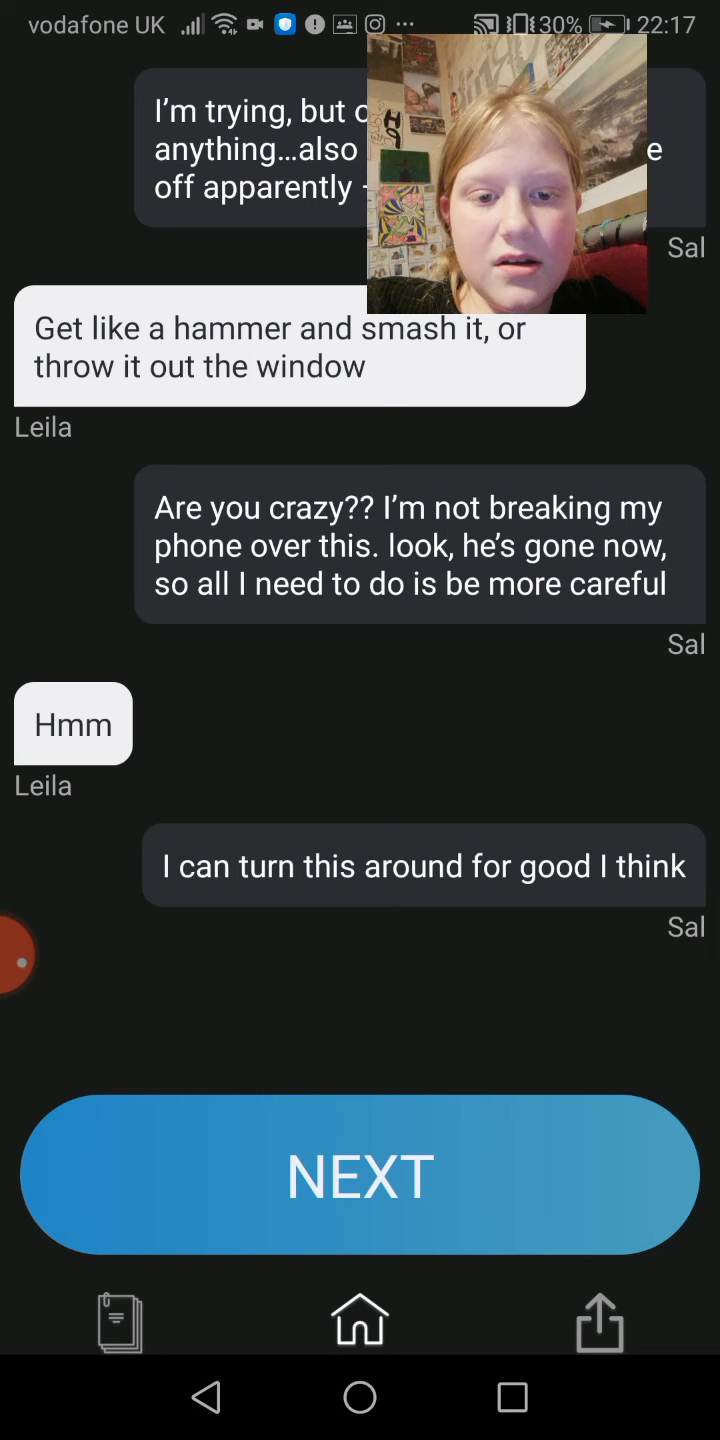 vodafone UK 30% 22:17
I'm trying, but
anything...also e
off apparently -
Sal
Get like a hammer and smash it, or
throw it out the window
Leila
Are you crazy?? I'm not breaking my
phone over this. look, he's gone now,
so all I need to do is be more careful
Sal
Hmm
Leila
I can turn this around for good I think
Sal
NEXT